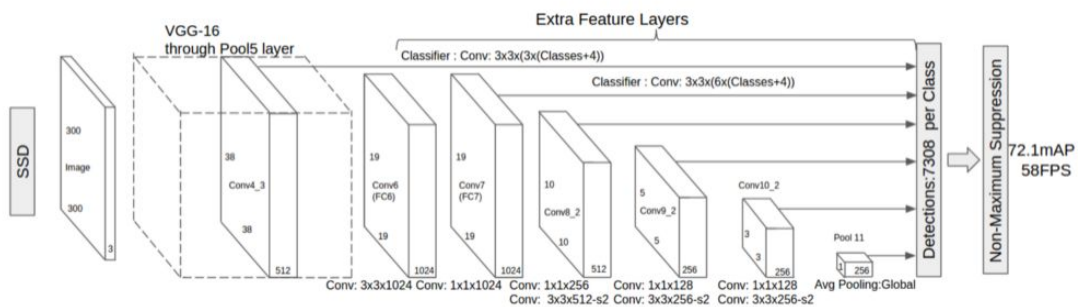 Extra Feature Layers
VGG-16
through Pool5 layer
Classifier : Conv: 3x3x(3x(Classes+4))
Classifier : Conv: 3x3x(6x(Classes+4))
SSD
300
Image
300
3
38
Conv4_3
38
512
19
Conv6
(FC6)
19
1024
19
Conv7
(FC7)
19
1024
10
Conv8_2
10
512
5
Conv9_2
5
256
Conv10_2
3
3
256
Pool 11
1
256
Detections:7308 per Class
Non-Maximum Suppression
72.1mAP
58FPS
Conv: 3x3x1024
Conv: 1x1x1024
Conv: 1x1x256
Conv: 3x3x512-s2
Conv: 1x1x128
Conv: 3x3x256-s2
Conv: 1x1x128
Conv: 3x3x256-s2
Avg Pooling:Global